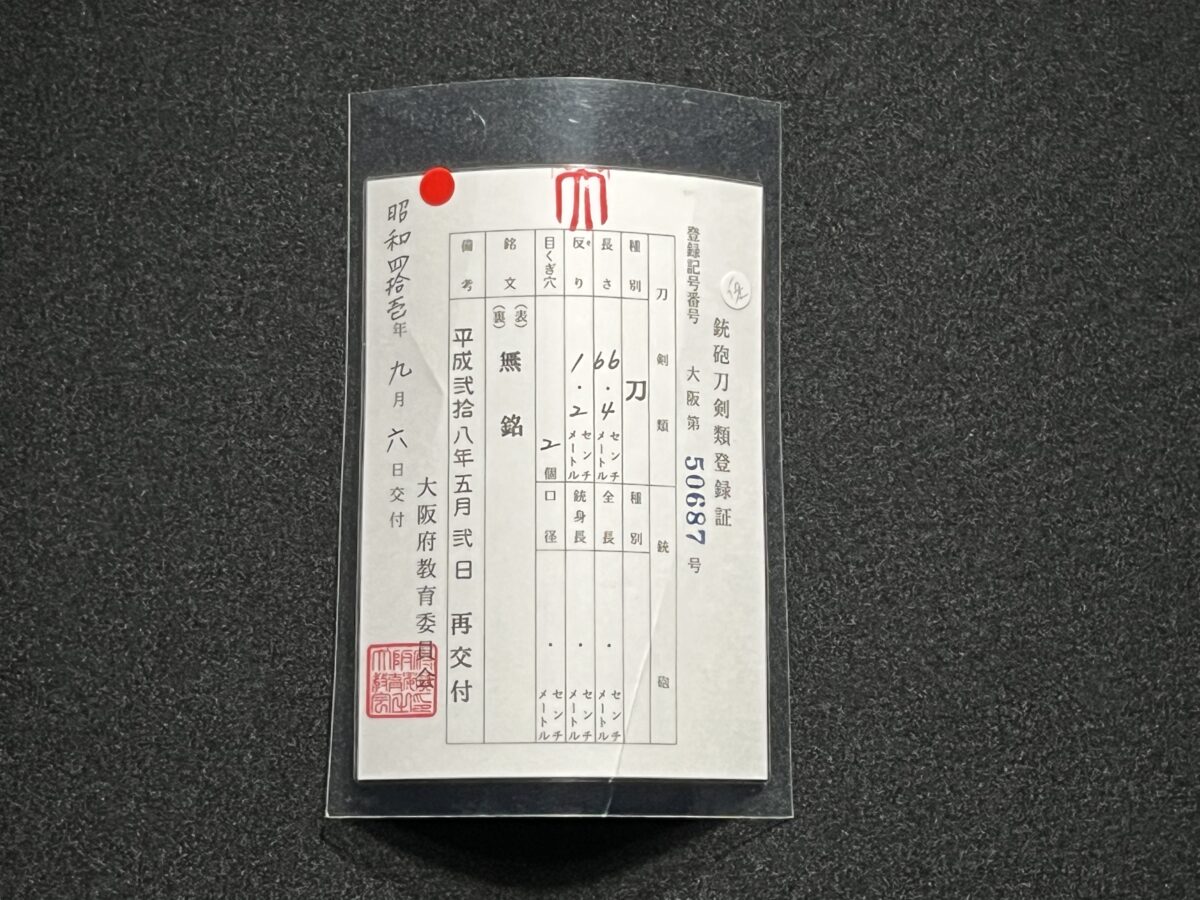 銃砲刀剣類登録証
登録記号番号 大阪第 50687 号
刀剣類 銃砲
種別 刀 種別
長さ 66.4 センチメートル 全長 . センチメートル
反り 1.2 センチメートル 銃身長 . センチメートル
目くぎ穴 2 個 口径 . センチメートル
銘文 (表) (裏) 無銘
備考 平成弐拾八年五月弐日 再交付
大阪府教育委員会
昭和四拾壱年九月六日交付